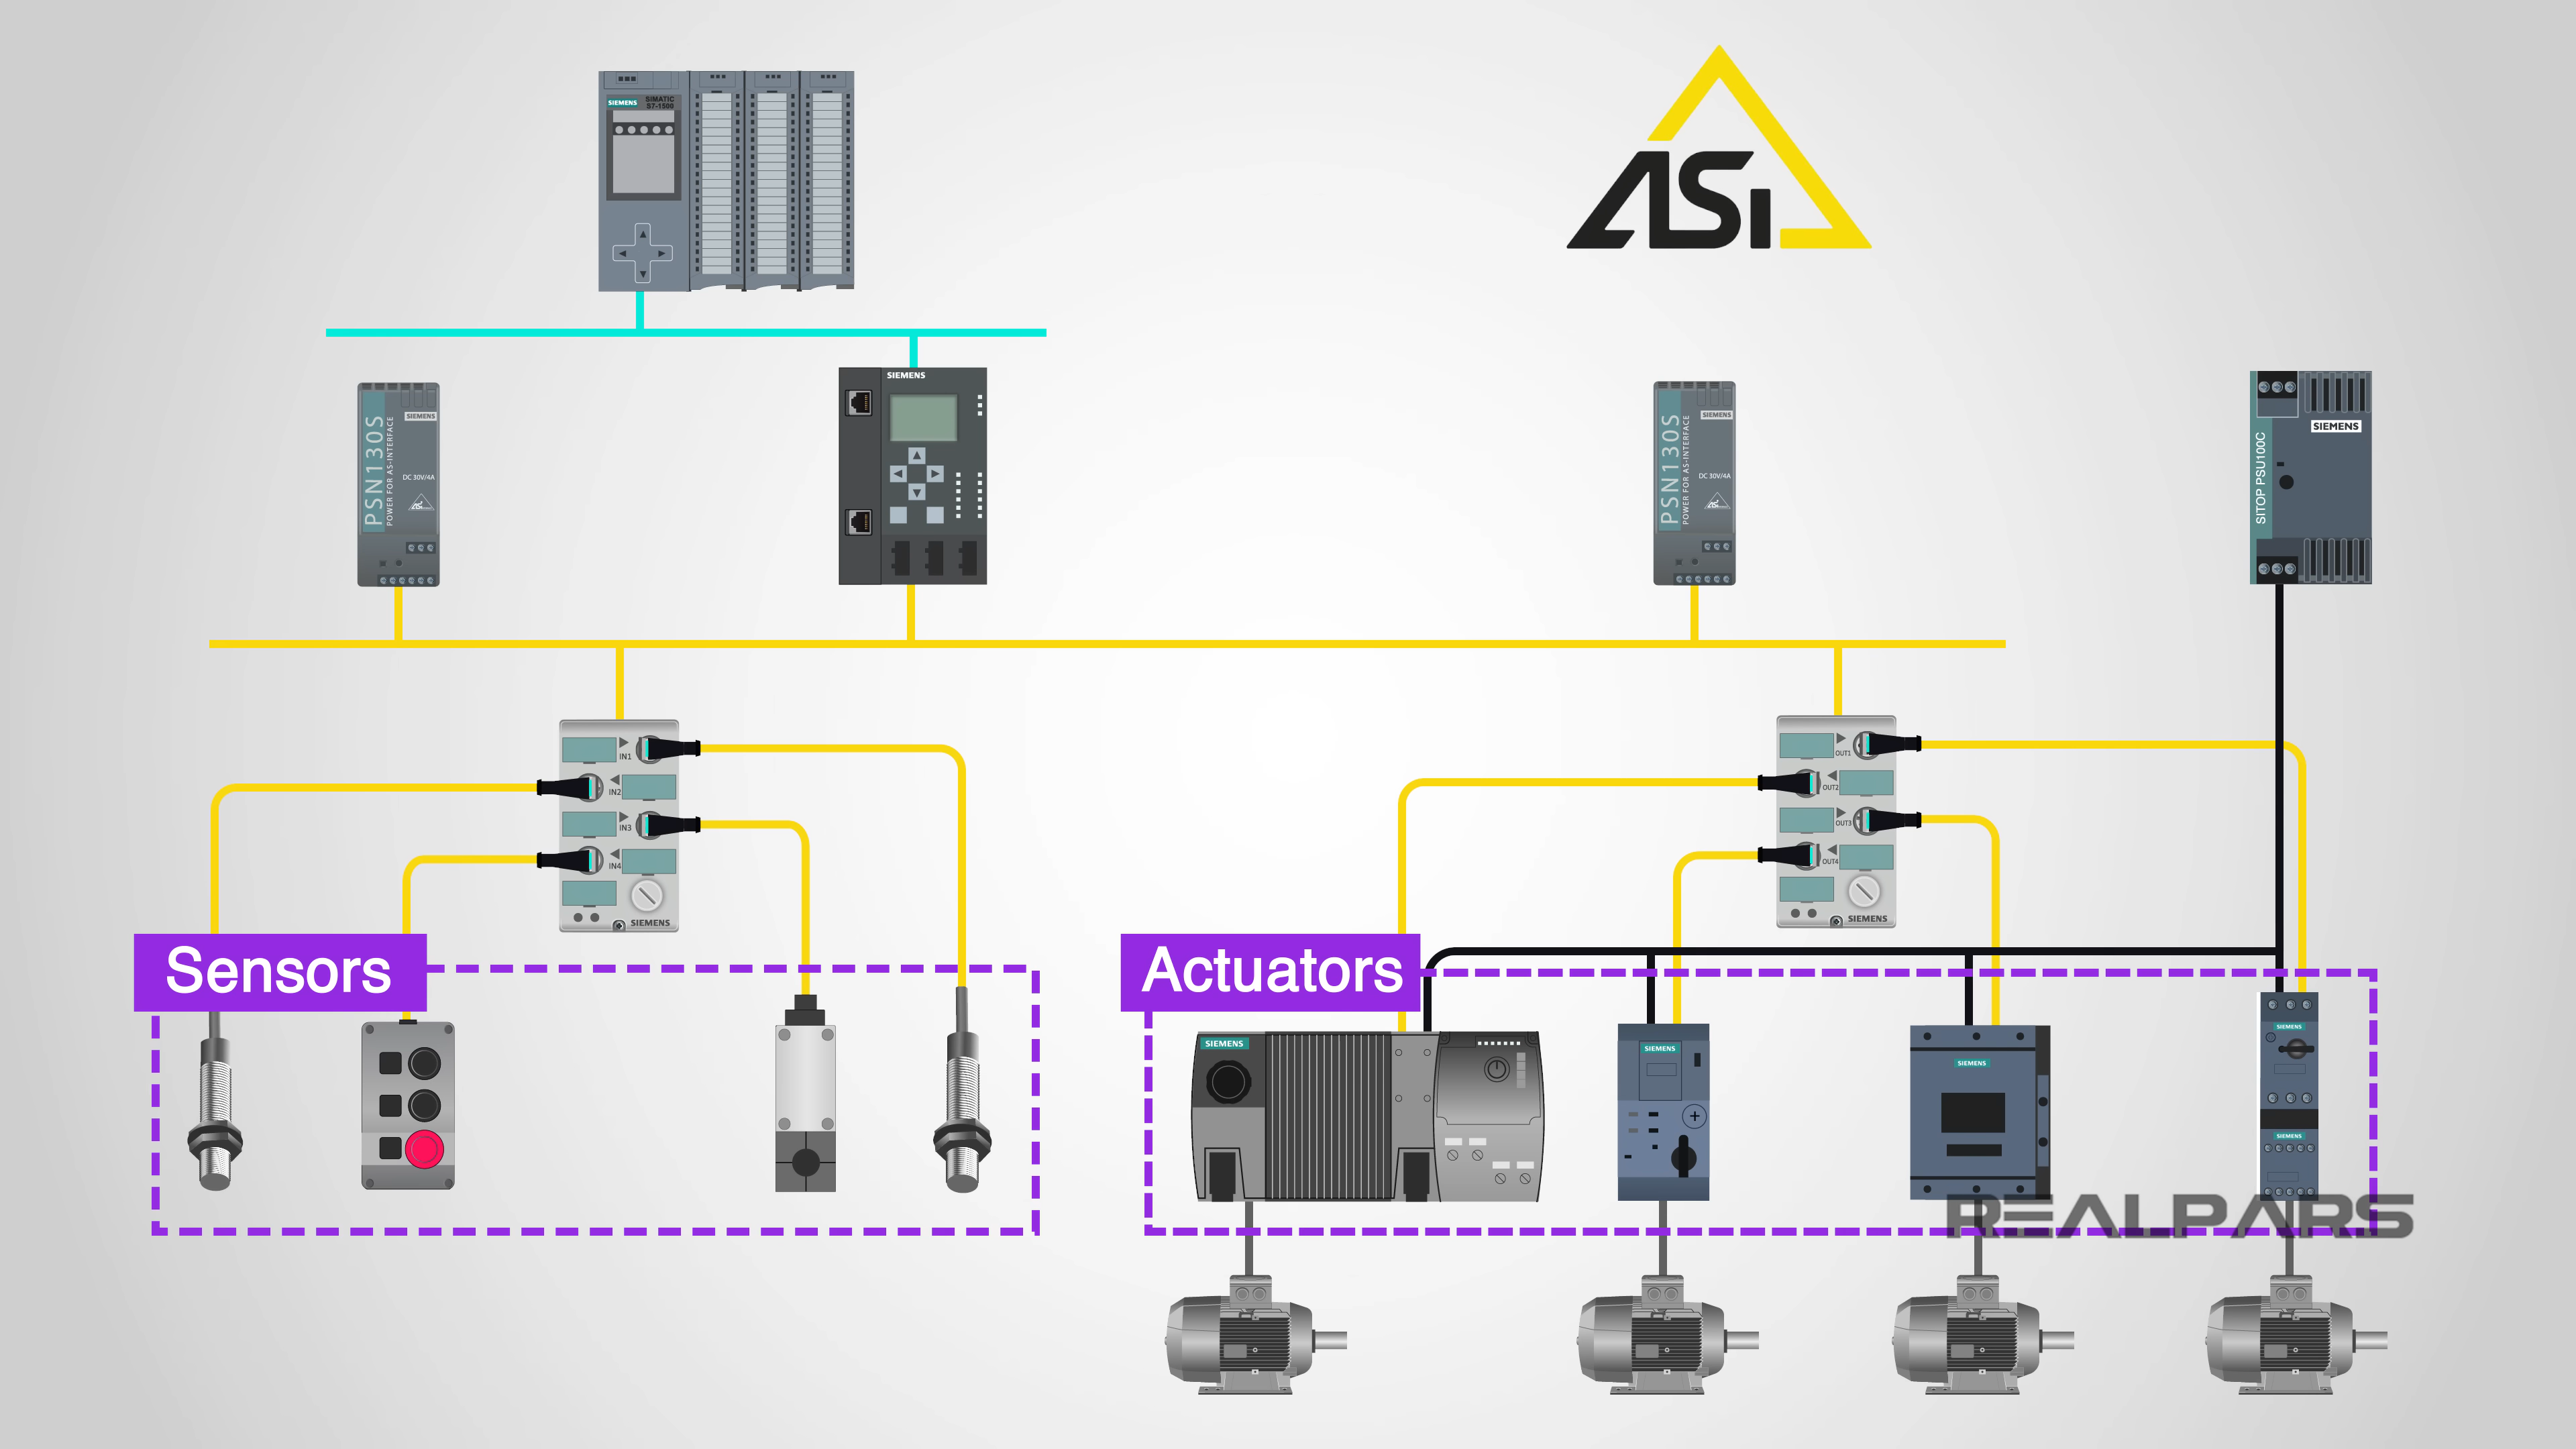 SIEMENS
SIMATIC
S7-1500
ASi
SIEMENS
PSN130S
POWER FOR AS-INTERFACE
SIEMENS
DC 30V/4A
ASi
PSN130S
POWER FOR AS-INTERFACE
SIEMENS
DC 30V/4A
ASi
SITOP PSU100C
SIEMENS
IN1
IN2
IN3
IN4
SIEMENS
OUT1
OUT2
OUT3
OUT4
SIEMENS
Sensors
Actuators
SIEMENS
SIEMENS
SIEMENS
SIEMENS
SIEMENS
REALPARS